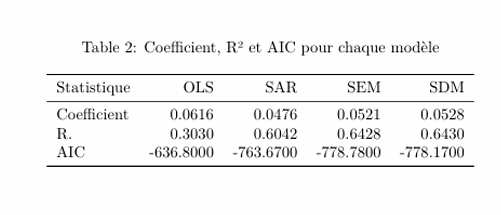 Table 2: Coefficient, R² et AIC pour chaque modèle
Statistique OLS SAR SEM SDM
Coefficient 0.0616 0.0476 0.0521 0.0528
R. 0.3030 0.6042 0.6428 0.6430
AIC -636.8000 -763.6700 -778.7800 -778.1700